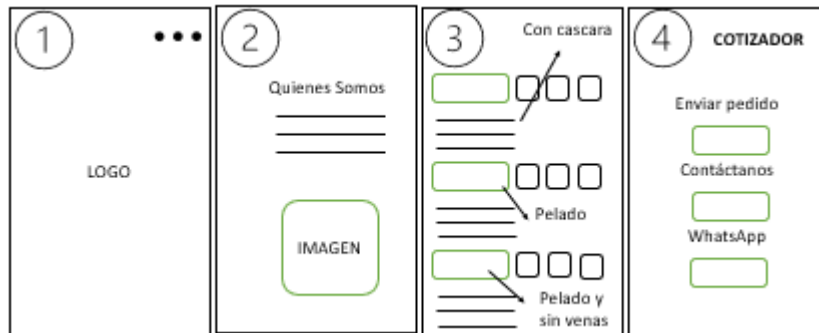 1
LOGO
2
Quienes Somos
IMAGEN
3
Con cascara
Pelado
Pelado y
sin venas
4
COTIZADOR
Enviar pedido
Contáctanos
WhatsApp